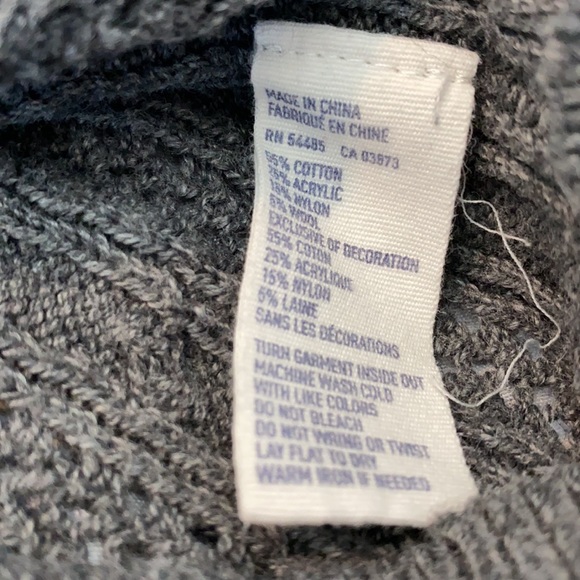 MADE IN CHINA
FABRIQUÉ EN CHINE
RN 54485 CA 03873
55% COTTON
25% ACRYLIC
15% NYLON
5% WOOL
EXCLUSIVE OF DECORATION
55% COTON
25% ACRYLIQUE
15% NYLON
5% LAINE
SANS LES DÉCORATIONS
TURN GARMENT INSIDE OUT
MACHINE WASH COLD
WITH LIKE COLORS
DO NOT BLEACH
DO NOT WRING OR TWIST
LAY FLAT TO DRY
WARM IRON IF NEEDED